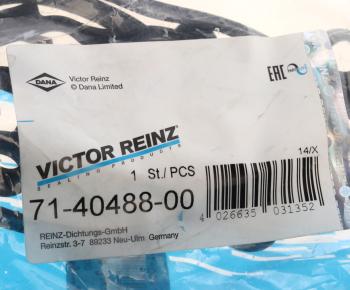 DANA
Victor Reinz
© Dana Limited
EAC
14/X
VICTOR REINZ®
SEALING PRODUCTS
1 St./ PCS
71-40488-00
4 026635 031352
REINZ-Dichtungs-GmbH
Reinzstr. 3-7 89233 Neu-Ulm Germany